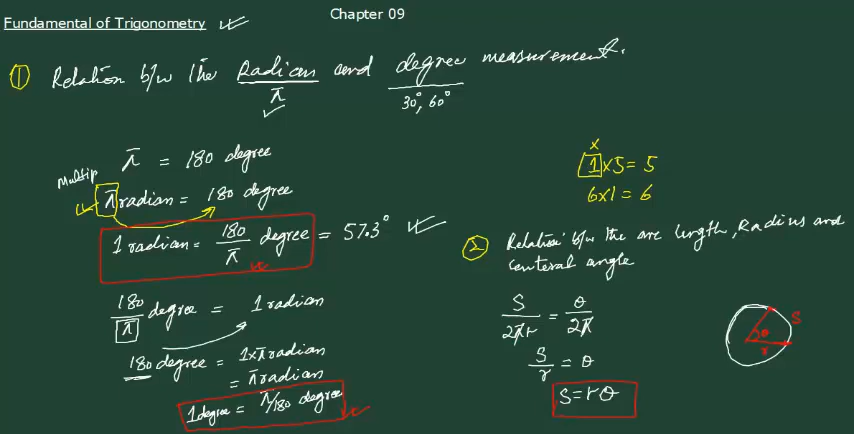 Fundamental of Trigonometry
Chapter 09
① Relation b/w the Radian and degree measurement.
π
30°, 60°
π = 180 degree
Multip
π radian = 180 degree
1 radian = 180/π degree = 57.3°
180/π degree = 1 radian
180 degree = 1×π radian
= π radian
1 degree = π/180 degree
x
1×5 = 5
6×1 = 6
② Relation b/w the arc length, Radius and
centeral angle
S/2πr = θ/2π
S/r = θ
S = rθ
θ
S
r